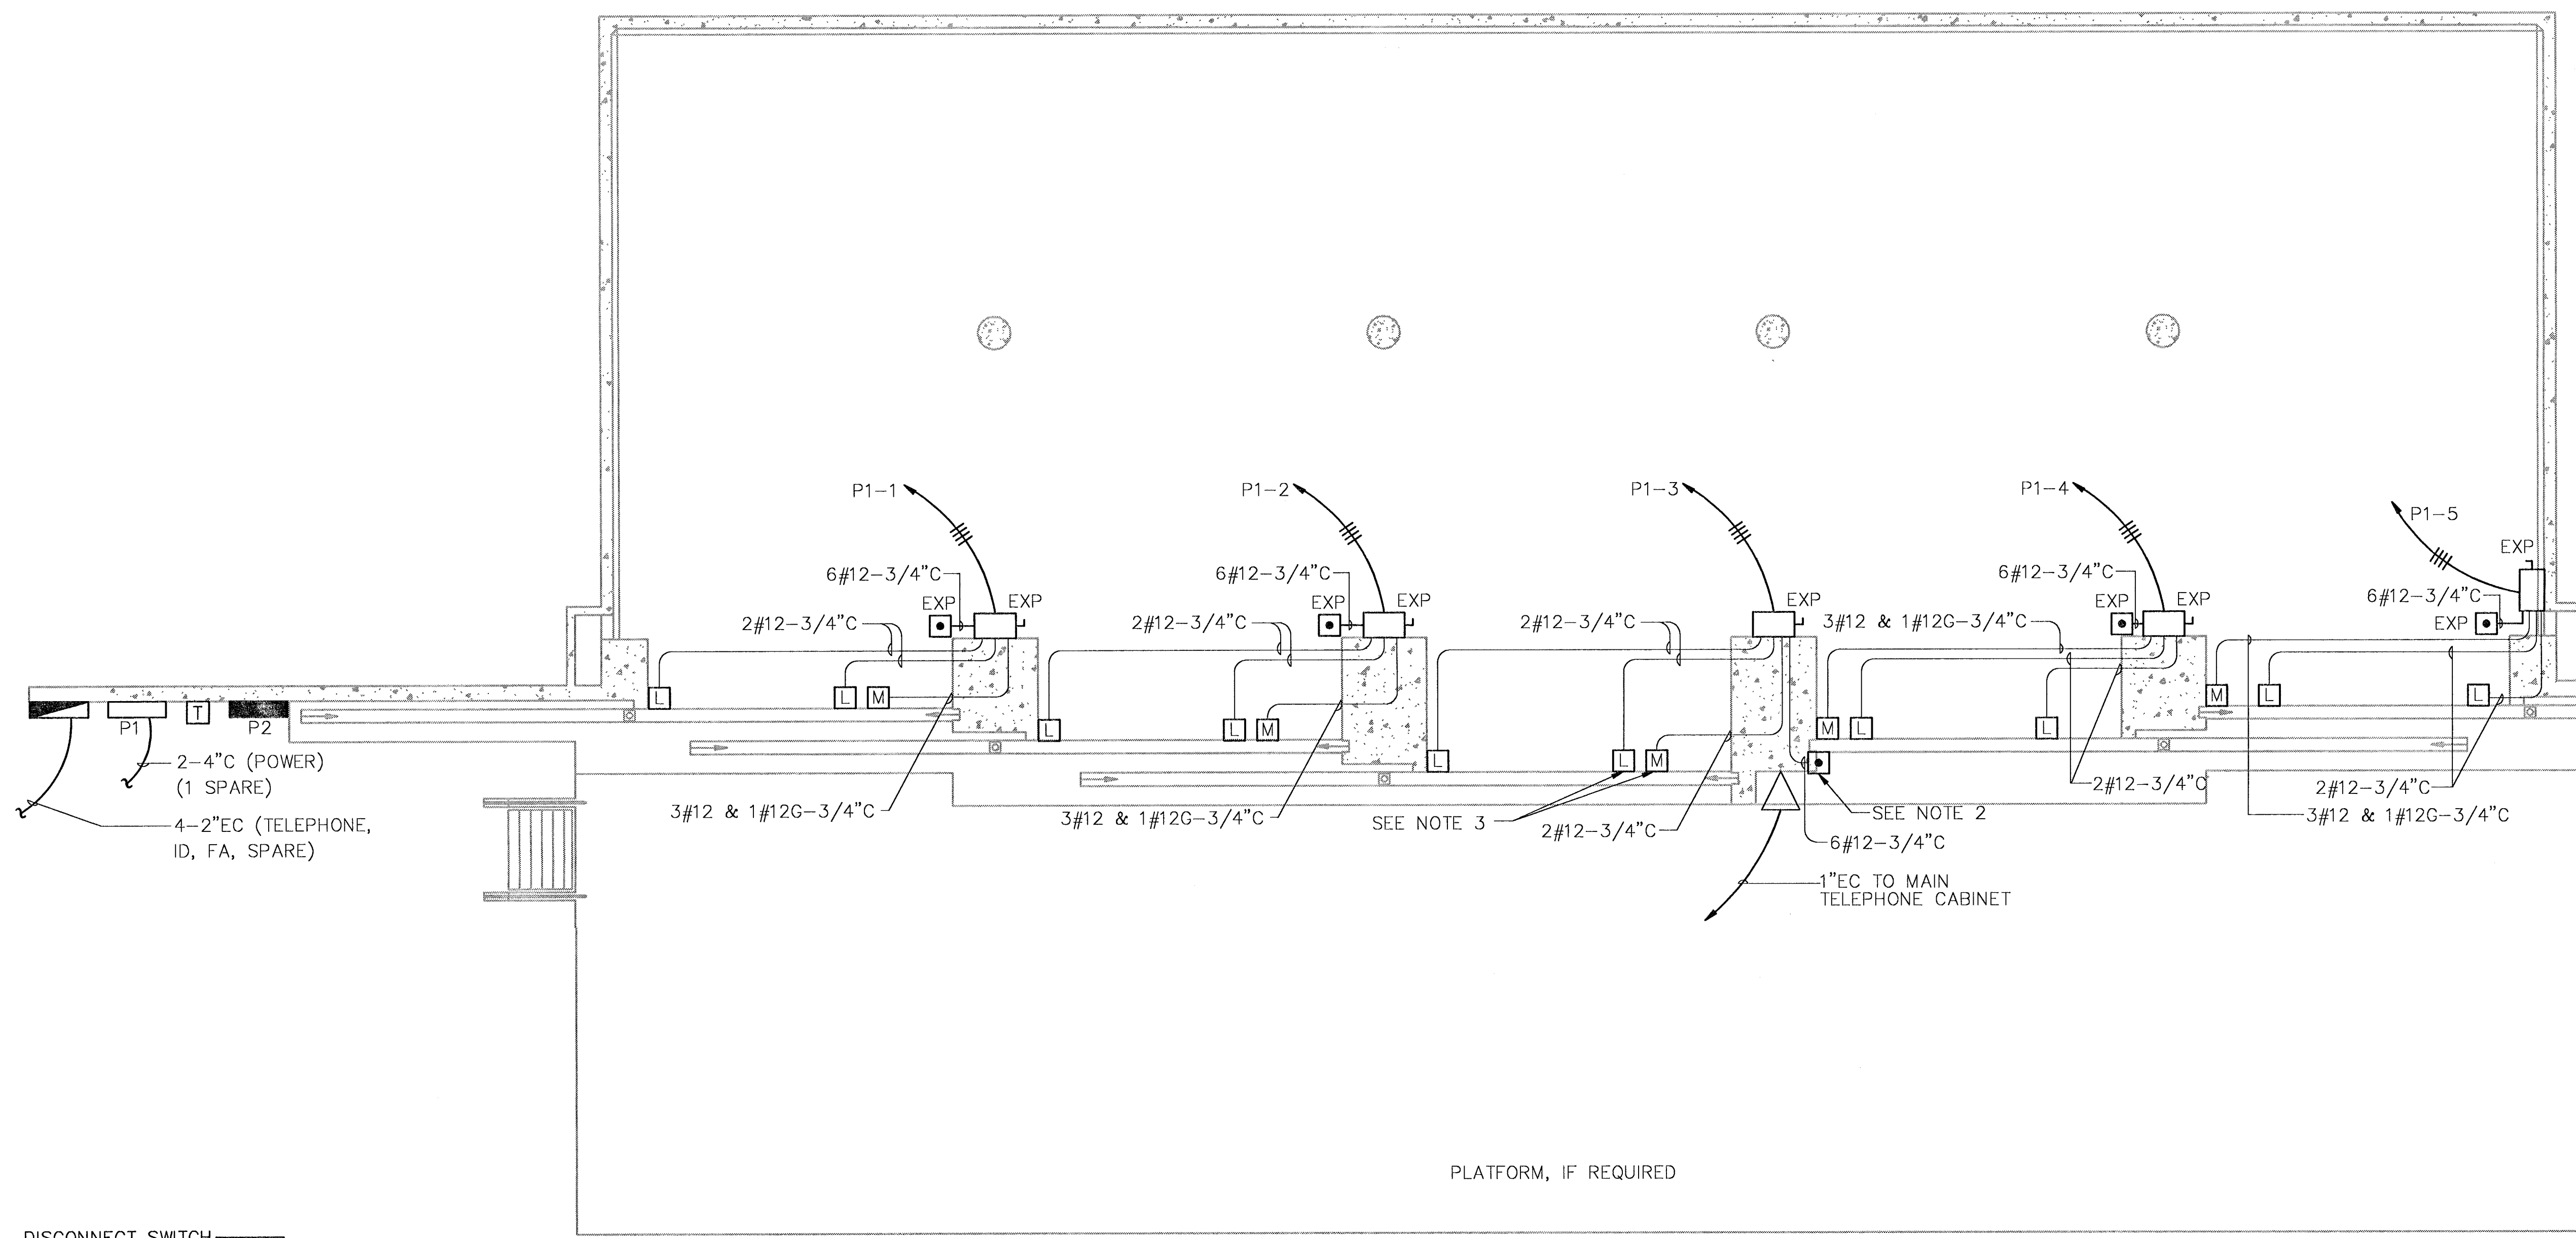 P1-1
P1-2
P1-3
P1-4
P1-5
EXP
6#12-3/4"C
6#12-3/4"C
6#12-3/4"C
6#12-3/4"C
EXP
EXP
EXP
EXP
EXP
EXP
EXP
EXP
2#12-3/4"C
2#12-3/4"C
2#12-3/4"C
3#12 & 1#12G-3/4"C
L
L
M
L
L
M
L
L
M
M
L
L
M
L
L
P1
T
P2
2-4"C (POWER)
(1 SPARE)
4-2"EC (TELEPHONE,
ID, FA, SPARE)
3#12 & 1#12G-3/4"C
3#12 & 1#12G-3/4"C
SEE NOTE 3
2#12-3/4"C
SEE NOTE 2
6#12-3/4"C
2#12-3/4"C
2#12-3/4"C
3#12 & 1#12G-3/4"C
1"EC TO MAIN
TELEPHONE CABINET
PLATFORM, IF REQUIRED
DISCONNECT SWITCH